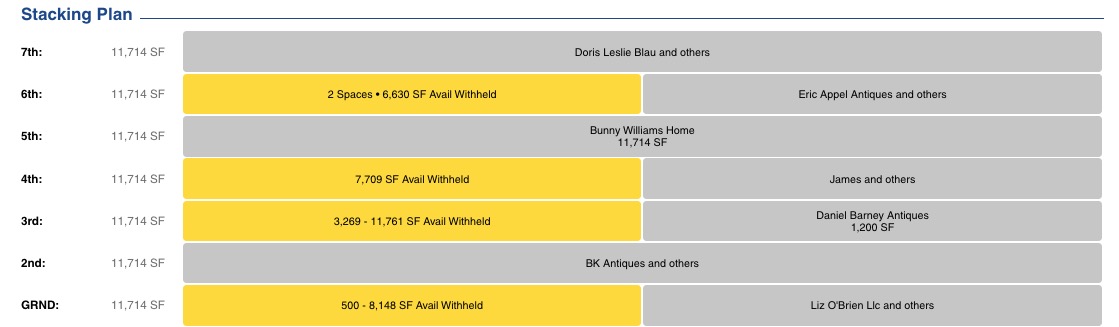 Stacking Plan
7th: 11,714 SF Doris Leslie Blau and others
6th: 11,714 SF 2 Spaces • 6,630 SF Avail Withheld Eric Appel Antiques and others
5th: 11,714 SF Bunny Williams Home
11,714 SF
4th: 11,714 SF 7,709 SF Avail Withheld James and others
3rd: 11,714 SF 3,269 - 11,761 SF Avail Withheld Daniel Barney Antiques
1,200 SF
2nd: 11,714 SF BK Antiques and others
GRND: 11,714 SF 500 - 8,148 SF Avail Withheld Liz O'Brien Llc and others